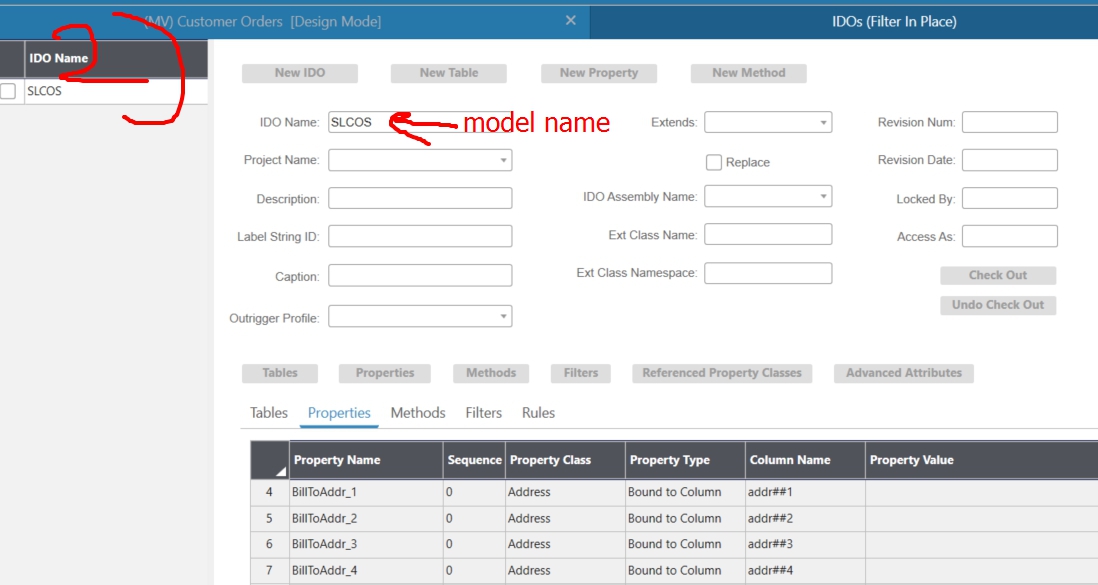 (MV) Customer Orders [Design Mode] ✕ IDOs (Filter In Place)
IDO Name
SLCOS
New IDO New Table New Property New Method
IDO Name: SLCOS model name Extends: Revision Num:
Project Name: Replace Revision Date:
Description: IDO Assembly Name: Locked By:
Label String ID: Ext Class Name: Access As:
Caption: Ext Class Namespace: Check Out
Outrigger Profile: Undo Check Out
Tables Properties Methods Filters Referenced Property Classes Advanced Attributes
Tables Properties Methods Filters Rules
Property Name Sequence Property Class Property Type Column Name Property Value
4 BillToAddr_1 0 Address Bound to Column addr##1
5 BillToAddr_2 0 Address Bound to Column addr##2
6 BillToAddr_3 0 Address Bound to Column addr##3
7 BillToAddr_4 0 Address Bound to Column addr##4